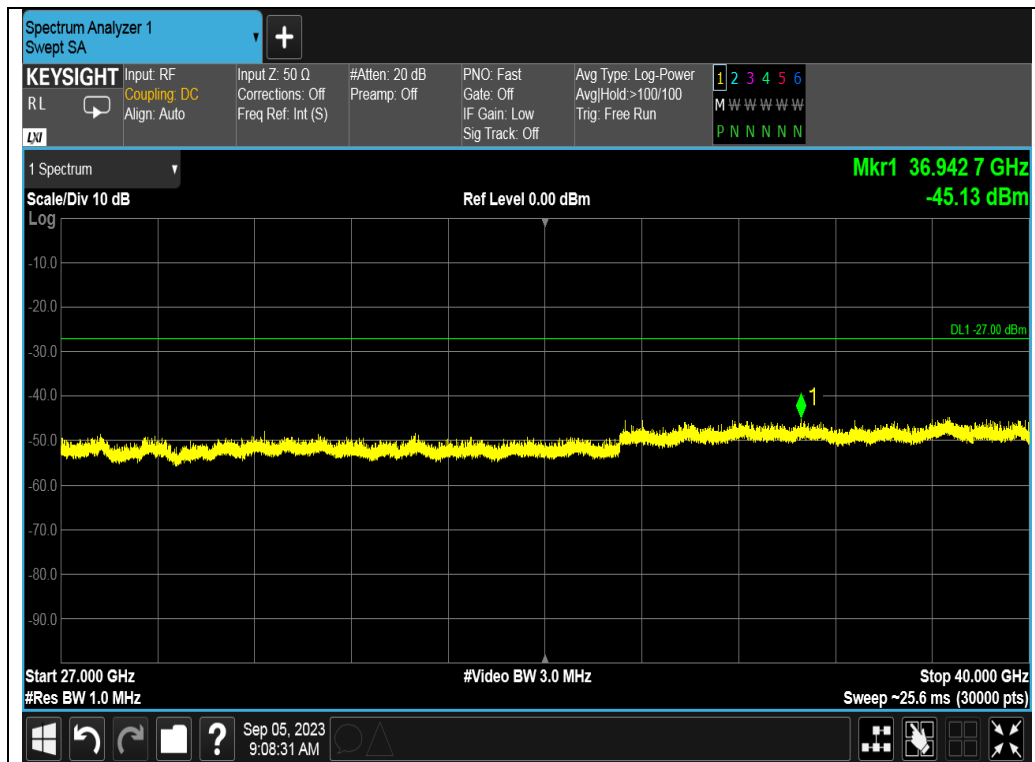 Spectrum Analyzer 1
Swept SA
+
KEYSIGHT Input: RF Input Z: 50 Ω #Atten: 20 dB PNO: Fast Avg Type: Log-Power 1 2 3 4 5 6
RL Coupling: DC Corrections: Off Preamp: Off Gate: Off Avg|Hold:>100/100 M W W W W W
Align: Auto Freq Ref: Int (S) IF Gain: Low Trig: Free Run
LXI Sig Track: Off P N N N N N
1 Spectrum Mkr1 36.942 7 GHz
Scale/Div 10 dB Ref Level 0.00 dBm -45.13 dBm
Log
-10.0
-20.0
DL1 -27.00 dBm
-30.0
-40.0 1
-50.0
-60.0
-70.0
-80.0
-90.0
Start 27.000 GHz #Video BW 3.0 MHz Stop 40.000 GHz
#Res BW 1.0 MHz Sweep ~25.6 ms (30000 pts)
? Sep 05, 2023
9:08:31 AM